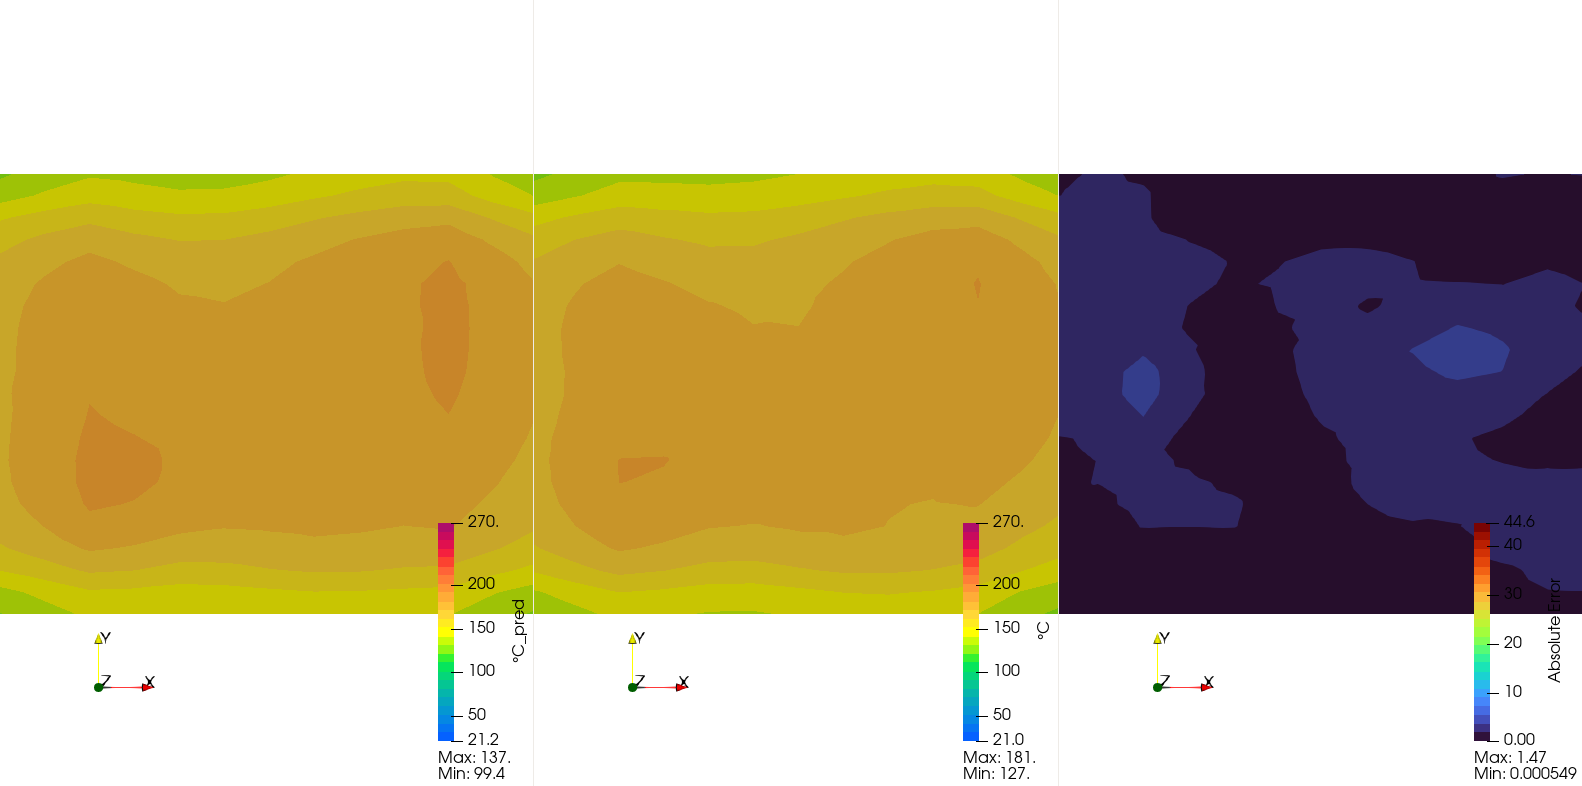 270.
200
150
100
50
21.2
°C_pred
Max: 137.
Min: 99.4
Y
Z
X
270.
200
150
100
50
21.0
°C
Max: 181.
Min: 127.
Y
Z
X
44.6
40
30
20
10
0.00
Absolute Error
Max: 1.47
Min: 0.000549
Y
Z
X